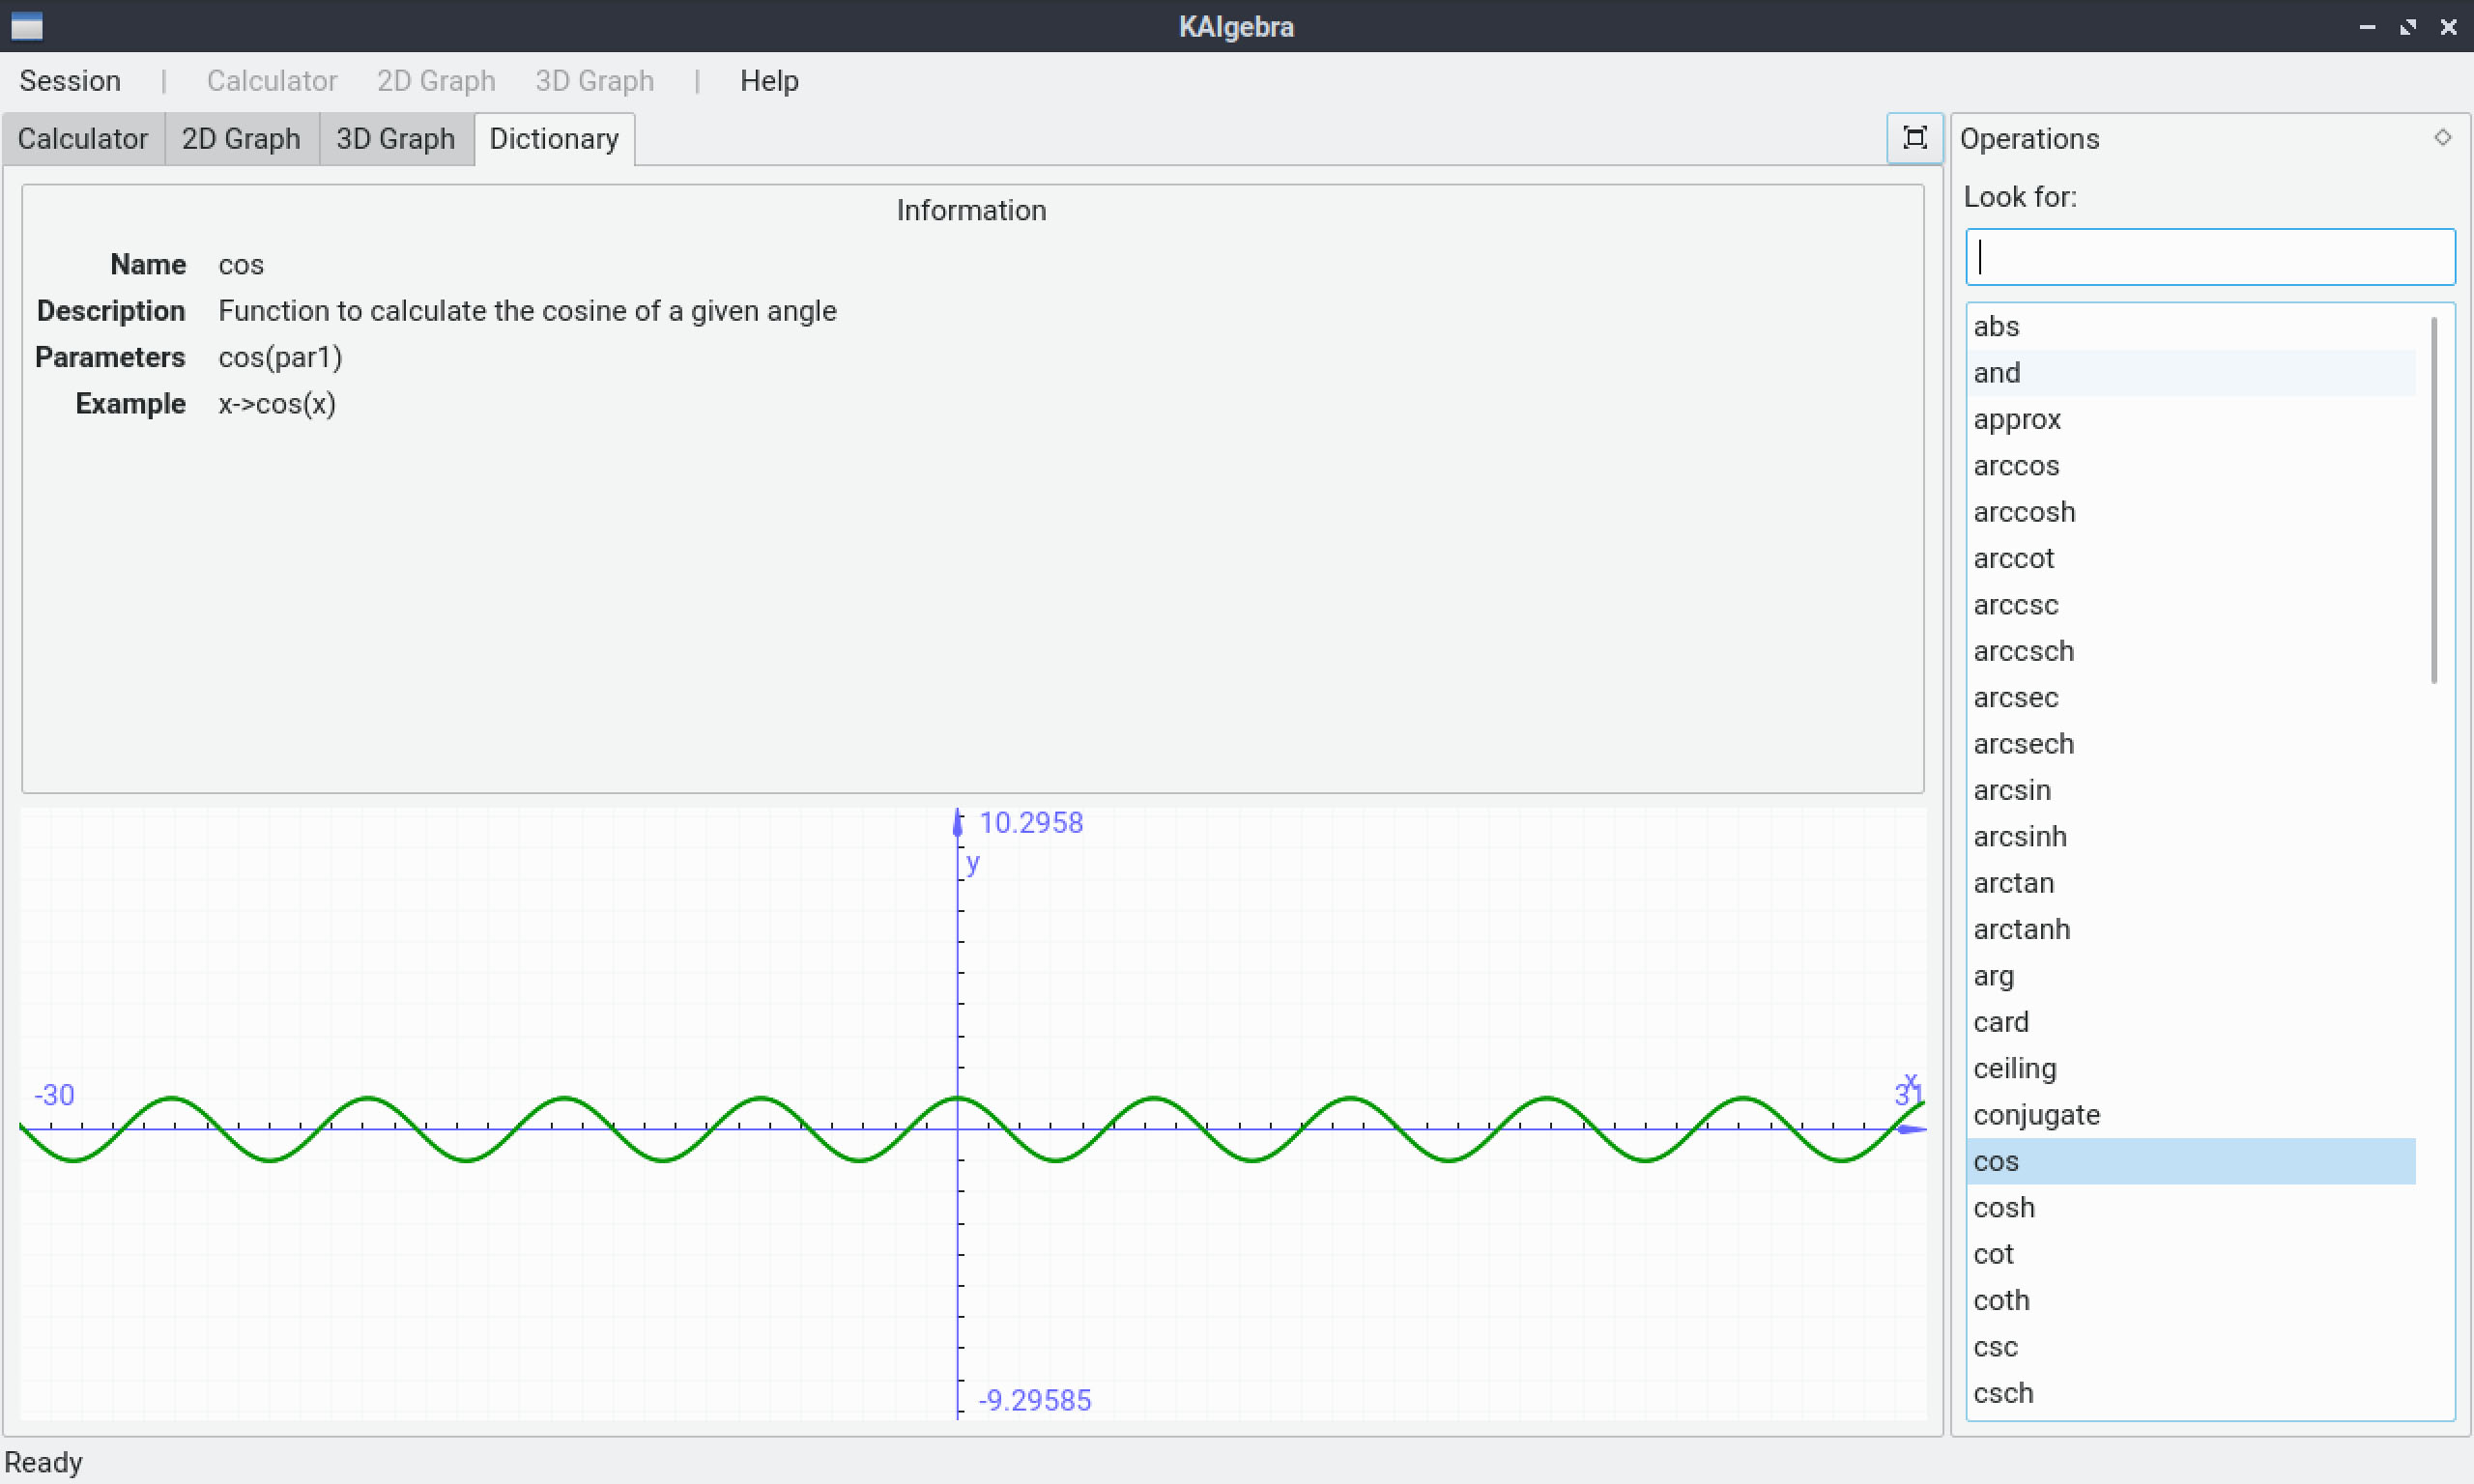 KAlgebra
Session | Calculator 2D Graph 3D Graph | Help
Calculator 2D Graph 3D Graph Dictionary
Information
Name cos
Description Function to calculate the cosine of a given angle
Parameters cos(par1)
Example x->cos(x)
10.2958
y
-30
x
31
-9.29585
Operations
Look for:
abs
and
approx
arccos
arccosh
arccot
arccsc
arccsch
arcsec
arcsech
arcsin
arcsinh
arctan
arctanh
arg
card
ceiling
conjugate
cos
cosh
cot
coth
csc
csch
Ready